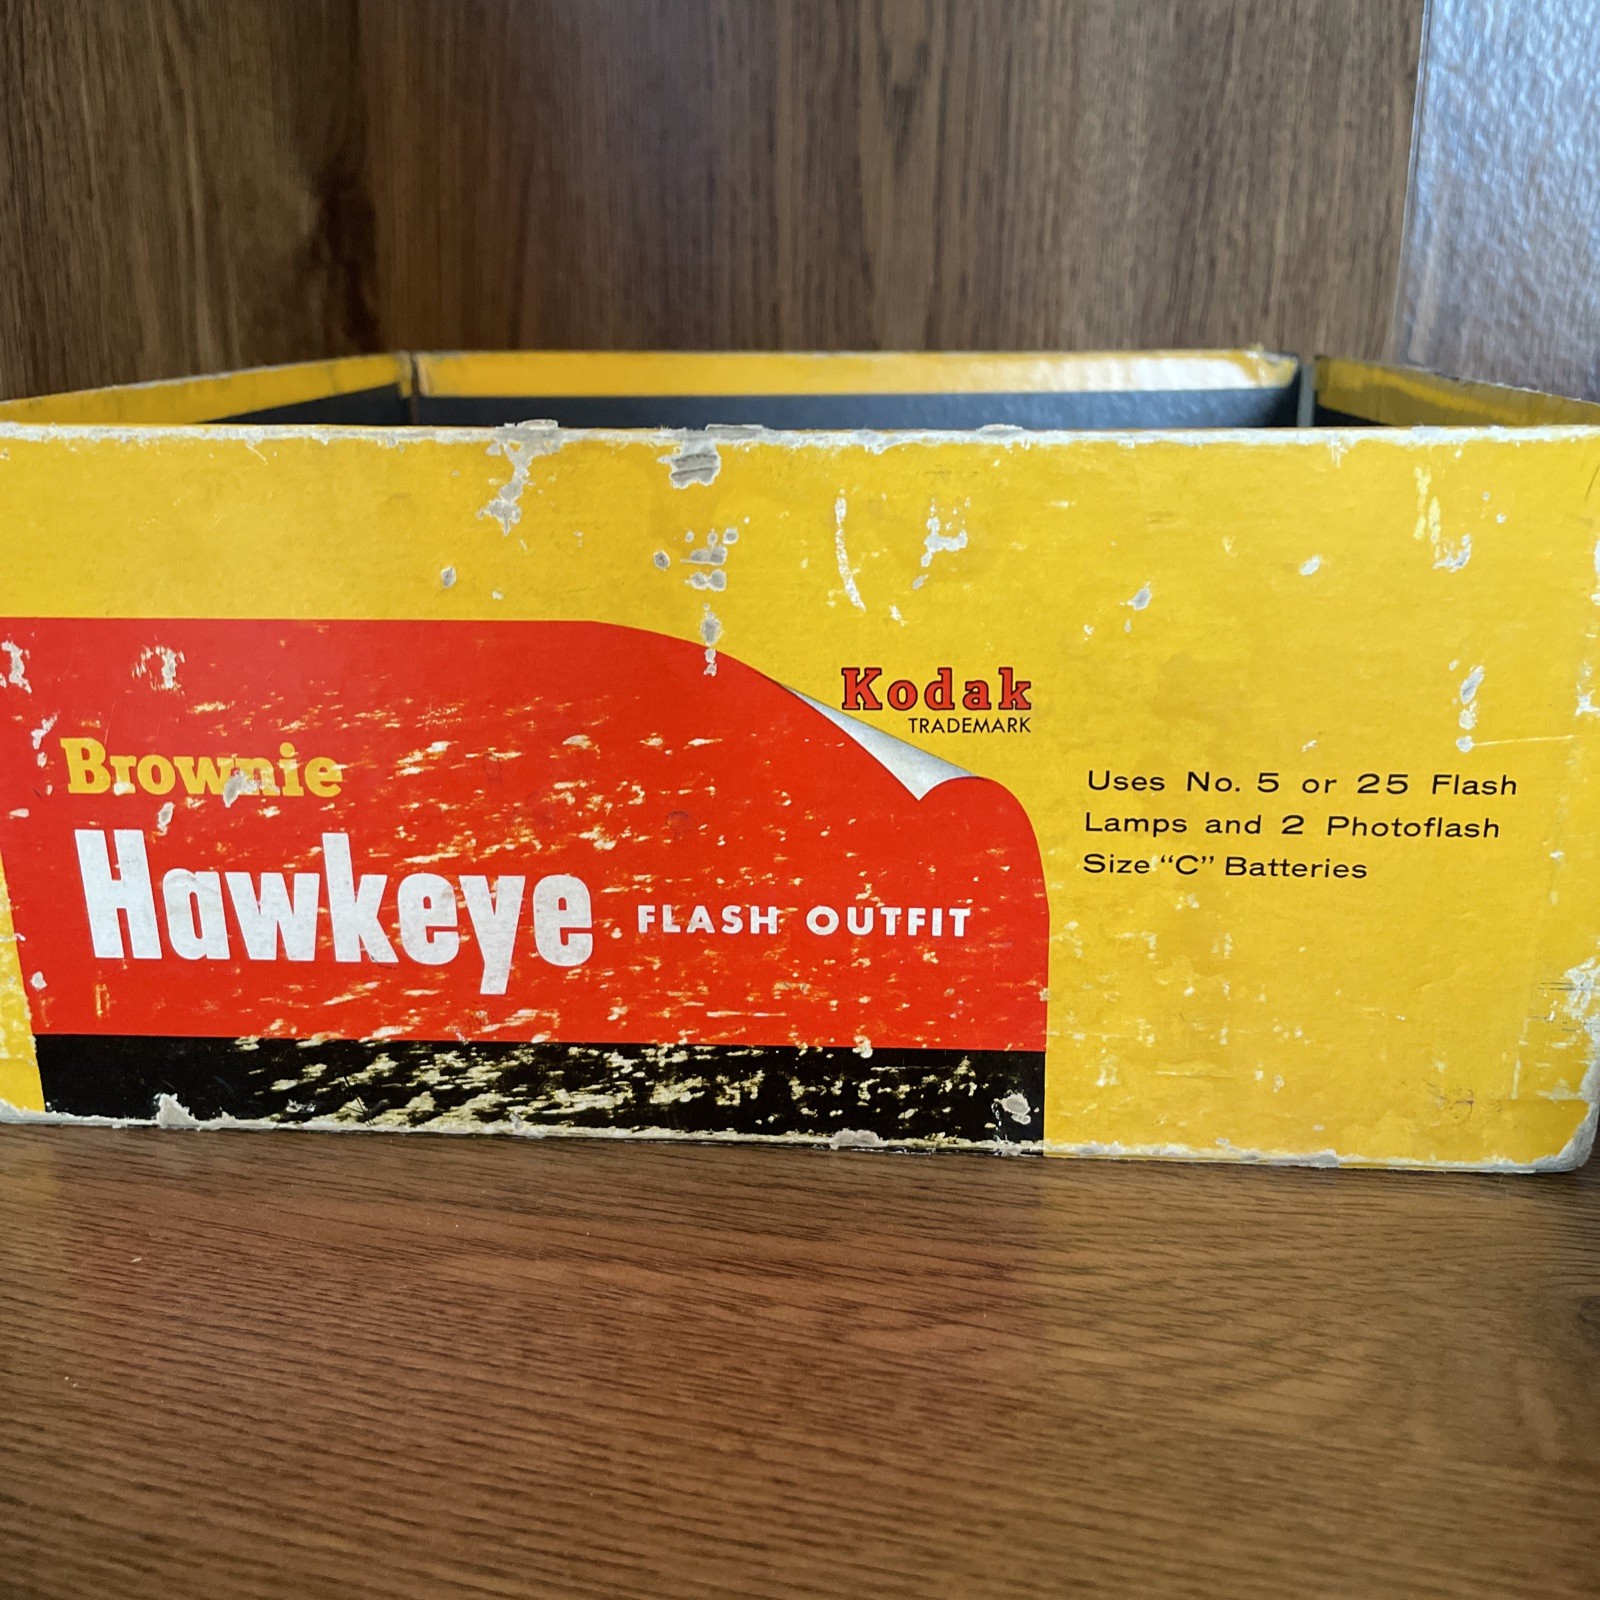 Kodak
TRADEMARK
Brownie
Hawkeye FLASH OUTFIT
Uses No. 5 or 25 Flash
Lamps and 2 Photoflash
Size “C” Batteries